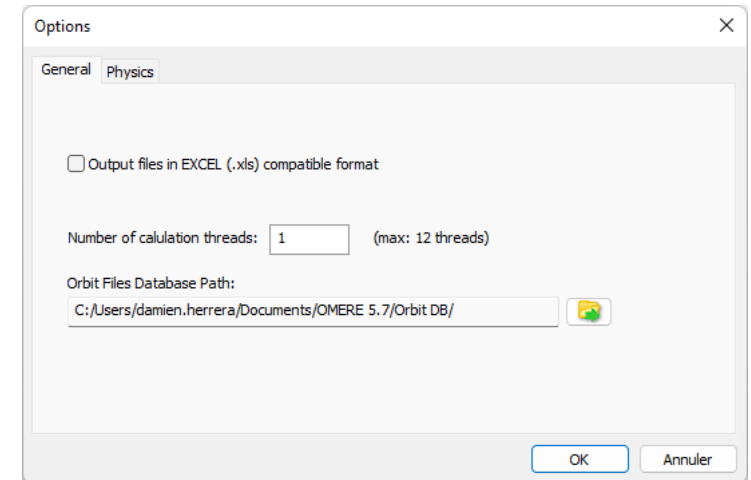 Options
General Physics
Output files in EXCEL (.xls) compatible format
Number of calulation threads: 1 (max: 12 threads)
Orbit Files Database Path:
C:/Users/damien.herrera/Documents/OMERE 5.7/Orbit DB/
OK Annuler